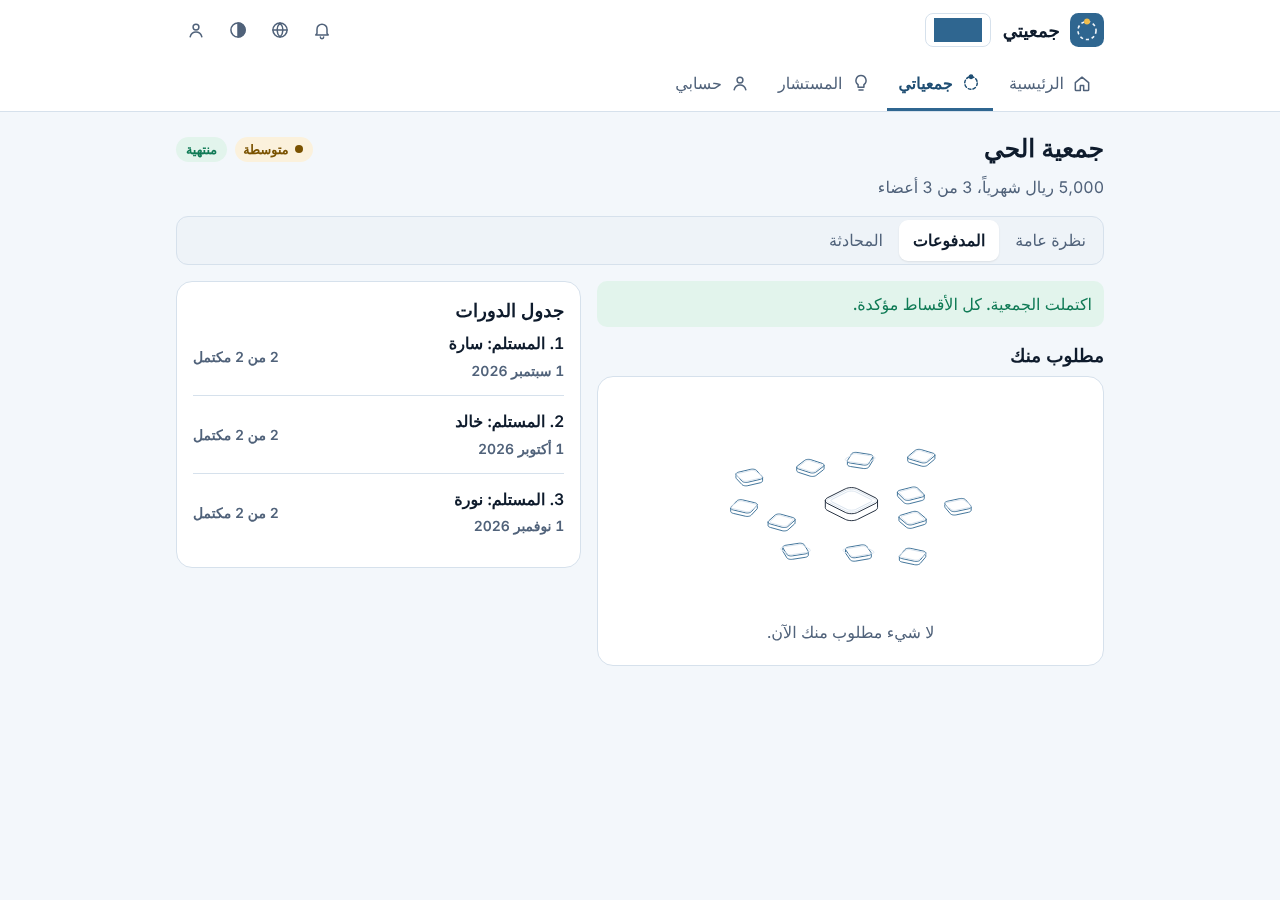 جمعيتي
الرئيسية
جمعياتي
المستشار
حسابي
جمعية الحي
متوسطة
منتهية
5,000 ريال شهرياً، 3 من 3 أعضاء
نظرة عامة
المدفوعات
المحادثة
اكتملت الجمعية. كل الأقساط مؤكدة.
مطلوب منك
لا شيء مطلوب منك الآن.
جدول الدورات
1. المستلم: سارة
1 سبتمبر 2026
2 من 2 مكتمل
2. المستلم: خالد
1 أكتوبر 2026
2 من 2 مكتمل
3. المستلم: نورة
1 نوفمبر 2026
2 من 2 مكتمل